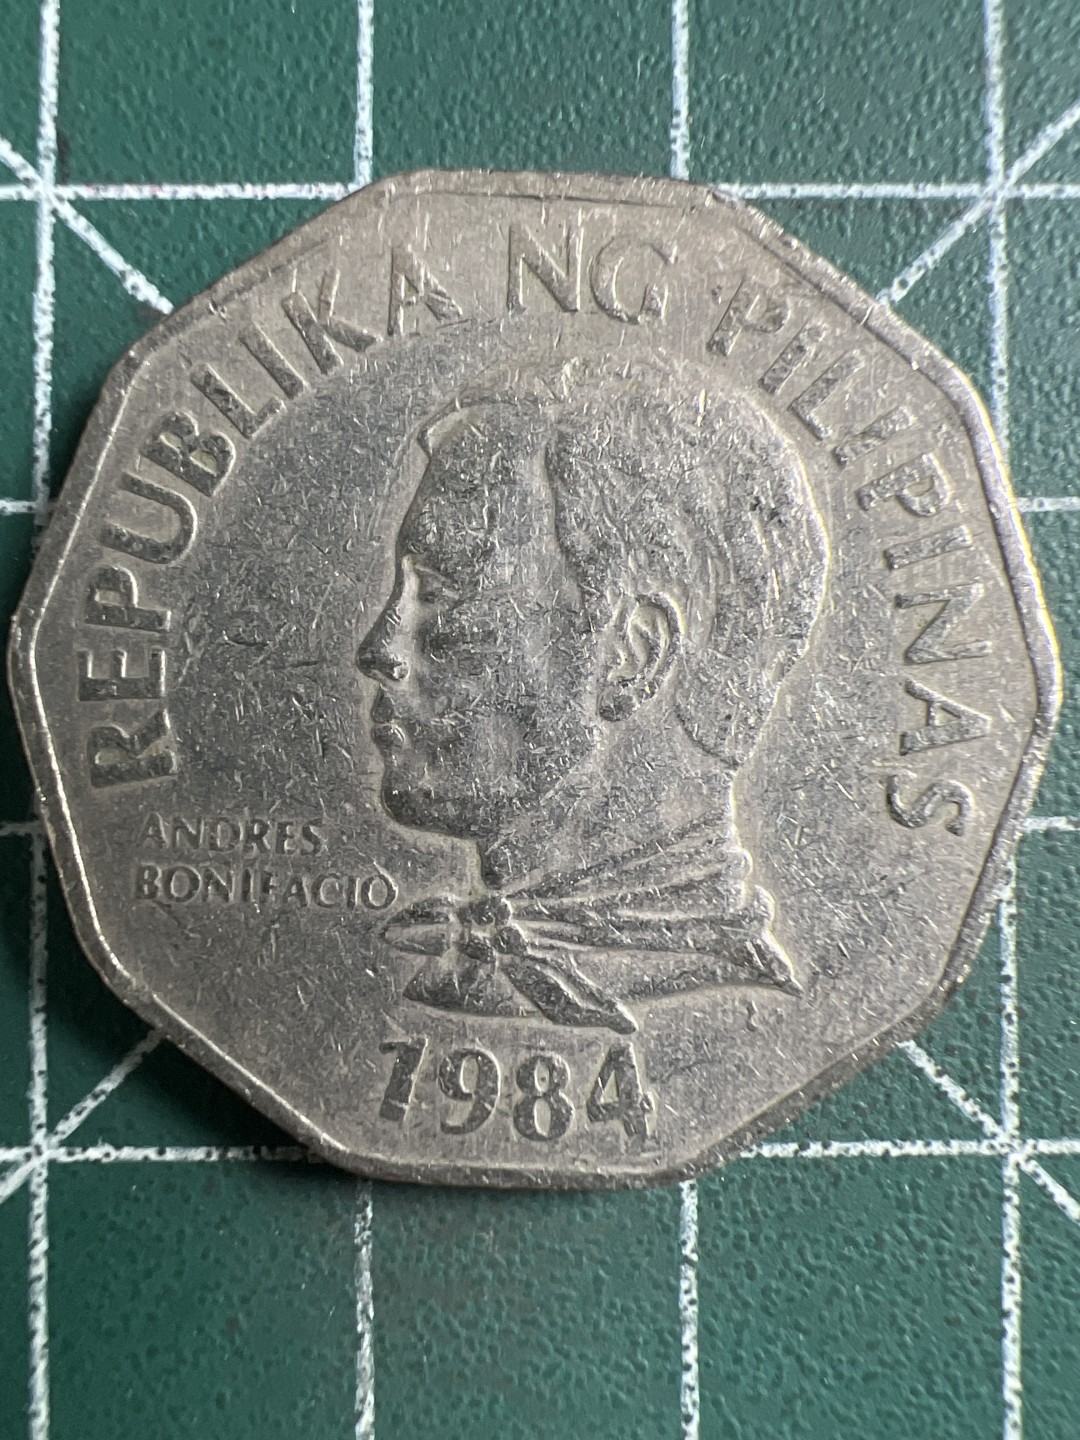 REPUBLIKA NG PILIPINAS
ANDRES
BONIFACIO
1984